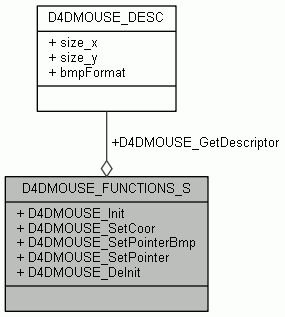 D4DMOUSE_DESC
+ size_x
+ size_y
+ bmpFormat
+D4DMOUSE_GetDescriptor
D4DMOUSE_FUNCTIONS_S
+ D4DMOUSE_Init
+ D4DMOUSE_SetCoor
+ D4DMOUSE_SetPointerBmp
+ D4DMOUSE_SetPointer
+ D4DMOUSE_DeInit